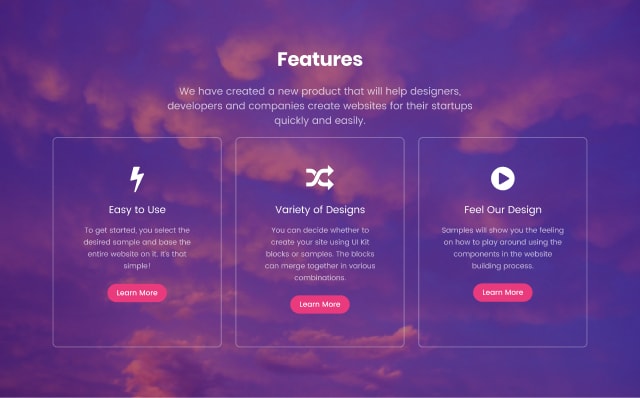 Features
We have created a new product that will help designers,
developers and companies create websites for their startups
quickly and easily.
Easy to Use
To get started, you select the
desired sample and base the
entire website on it. It's that
simple!
Learn More
Variety of Designs
You can decide whether to
create your site using UI Kit
blocks or samples. The blocks
can merge together in various
combinations.
Learn More
Feel Our Design
Samples will show you the feeling
on how to play around using the
components in the website
building process.
Learn More